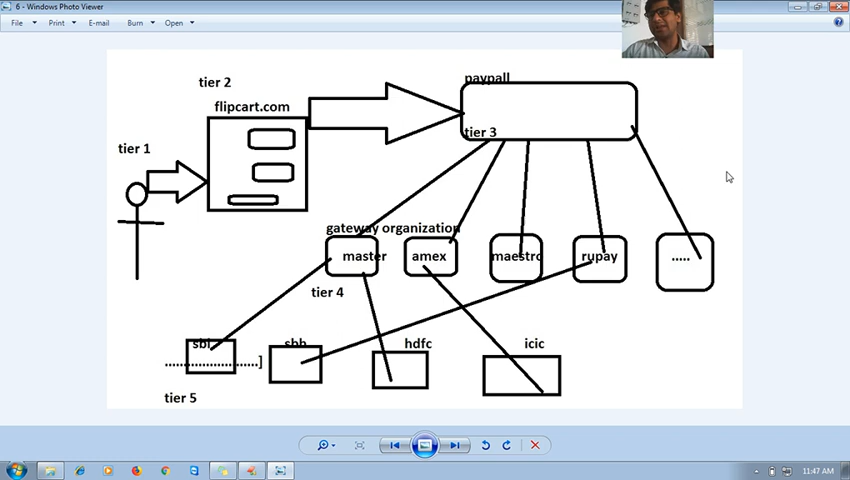 6 - Windows Photo Viewer
File Print E-mail Burn Open
paypall
tier 2
flipcart.com
tier 3
tier 1
gateway organization
master amex maestro rupay .....
tier 4
sbi sbh hdfc icic
.......................]
tier 5
11:47 AM